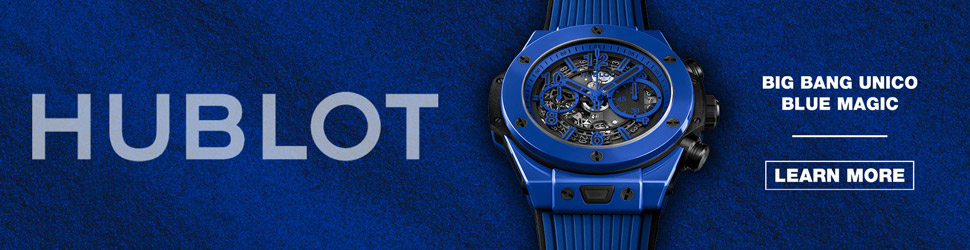 HUBLOT
BIG BANG UNICO
BLUE MAGIC
LEARN MORE